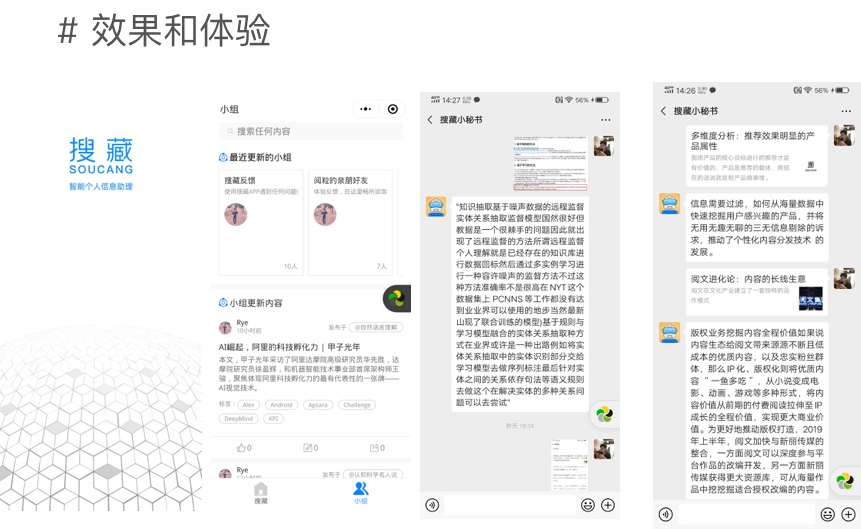 # 效果和体验
搜藏
SOUCANG
智能个人信息助理
小组
搜索任何内容
最近更新的小组
搜藏反馈
使用搜藏APP遇到任何问题
10人
阅粒的亲朋好友
体验反馈，在这里畅所欲言
7人
小组更新内容
Rye
10小时前
发布于 @自然语言理解
AI崛起，阿里的科技孵化力 | 甲子光年
本文，甲子光年采访了阿里达摩院高级研究员华先胜，达
摩院研究员徐盈辉，和机器智能技术事业部首席架构师王
骏，聚焦体现阿里科技孵化力的最有代表性的一张牌——
AI视觉技术。
标签： Alex Android Apsara Challenge
DeepMind KPI
0 0 0
Rye
发布于 @认知科学名人谈
搜藏
小组
14:27
56%
搜藏小秘书
“知识抽取基于噪声数据的远程监督
实体关系抽取监督模型固然很好但
教据是一个很棘手的问题因此就出
现了远程监督的方法所谓远程监督
个人理解就是已经存在的知识库进
行数据回标然后通过多实例学习进
行一种容许噪声的监督方法不过这
种方法准确率不是很高在 NYT 这个
数据集上 PCNNS 等工作都没有达
到业业界可以使用的地步当然最新
山现了联合训练的模型)基于规则与
学习模型融合的实体关系抽取种方
式在业界或许是一种出路例如将实
体关系抽取中的实体识别部分交给
学习模型去做序列标注最后针对实
体之间的关系依存句法等语义规则
去做这个在解决实体的多种关系问
题可以去尝试”
昨天 18:14
14:26
56%
搜藏小秘书
多维度分析：推荐效果明显的产
品属性
信息需要过滤，如何从海量数据中
快速挖掘用户感兴趣的产品，并将
无用无趣无聊的三无信息剔除的诉
求，推动了个性化内容分发技术 的
发展。
阅文进化论：内容的长线生意
阅文在文化产业建立了一套独特的运
作模式
版权业务挖掘内容全程价值如果说
内容生态给阅文带来源源不断且低
成本的优质内容，以及忠实粉丝群
体，那么 IP 化、版权化则将优质内
容 “一鱼多吃”，从小说变成电
影、动画、游戏等多种形式，将内
容价值从前期的付费阅读拉伸至IP
成长的全程价值，实现更大商业价
值。为更好地推动版权打造，2019
年上半年，阅文加快与新丽传媒的
整合，一方面阅文可以深度参与平
台作品的改编开发，另一方面新丽
传媒获得更大资源库，可从海量作
品中挖挖掘适合授权改编的内容。